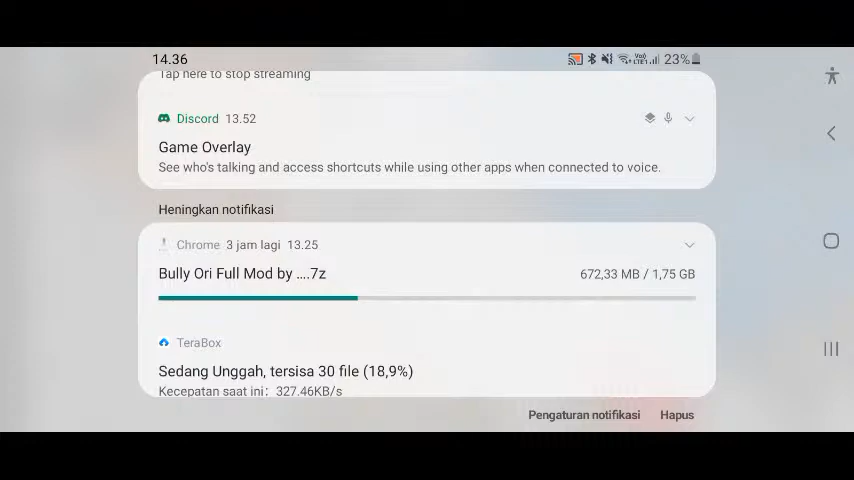 14.36
23%
Tap here to stop streaming
Discord 13.52
Game Overlay
See who's talking and access shortcuts while using other apps when connected to voice.
Heningkan notifikasi
Chrome 3 jam lagi 13.25
Bully Ori Full Mod by ....7z 672,33 MB / 1,75 GB
TeraBox
Sedang Unggah, tersisa 30 file (18,9%)
Kecepatan saat ini: 327.46KB/s
Pengaturan notifikasi Hapus